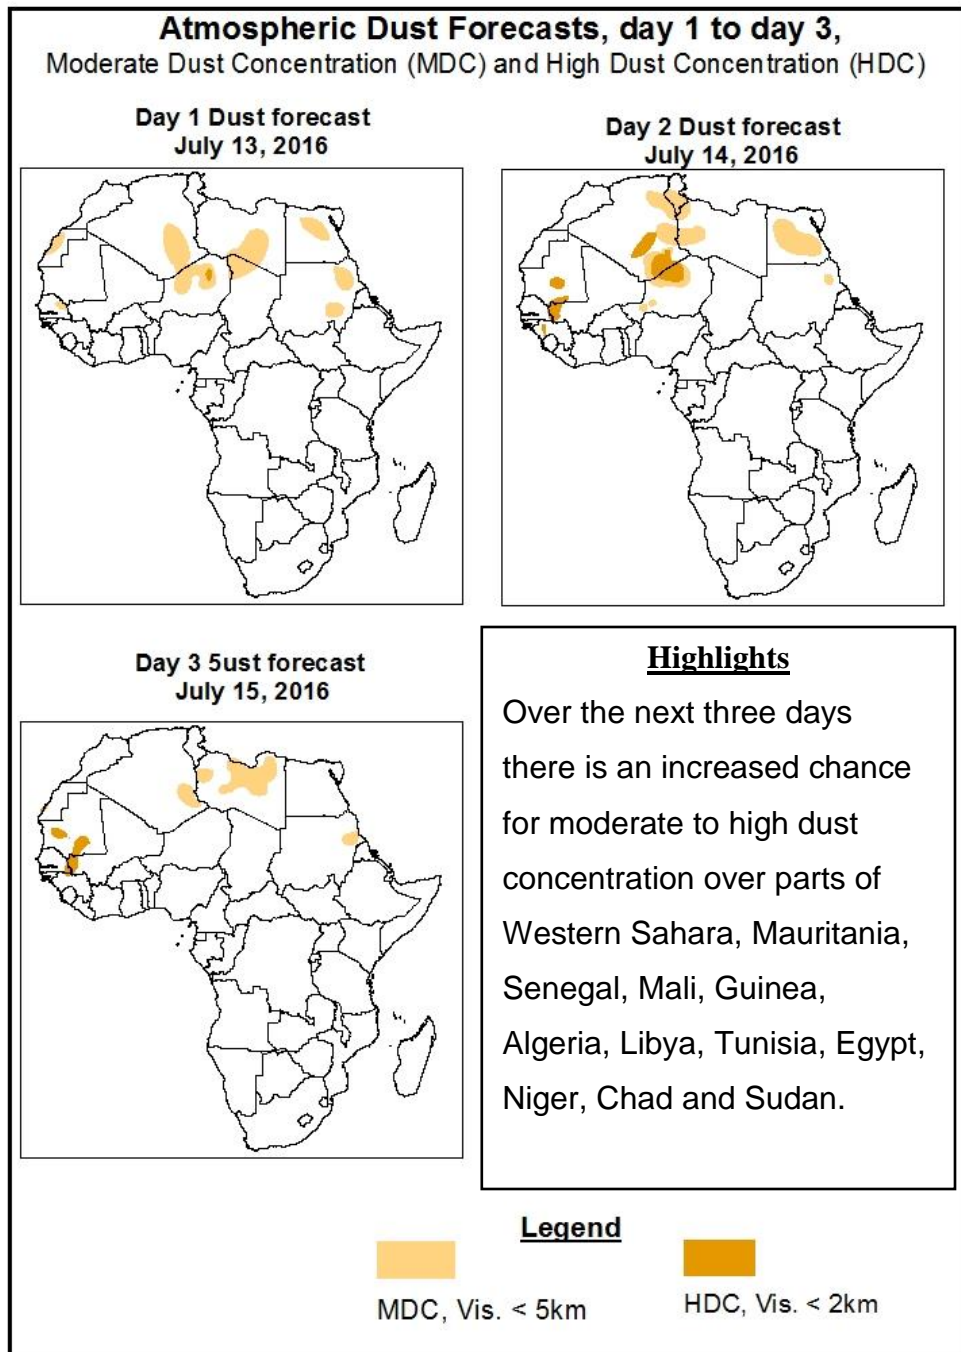 Atmospheric Dust Forecasts, day 1 to day 3,
Moderate Dust Concentration (MDC) and High Dust Concentration (HDC)
Day 1 Dust forecast
July 13, 2016
Day 2 Dust forecast
July 14, 2016
Day 3 5ust forecast
July 15, 2016
Highlights
Over the next three days
there is an increased chance
for moderate to high dust
concentration over parts of
Western Sahara, Mauritania,
Senegal, Mali, Guinea,
Algeria, Libya, Tunisia, Egypt,
Niger, Chad and Sudan.
Legend
MDC, Vis. < 5km
HDC, Vis. < 2km